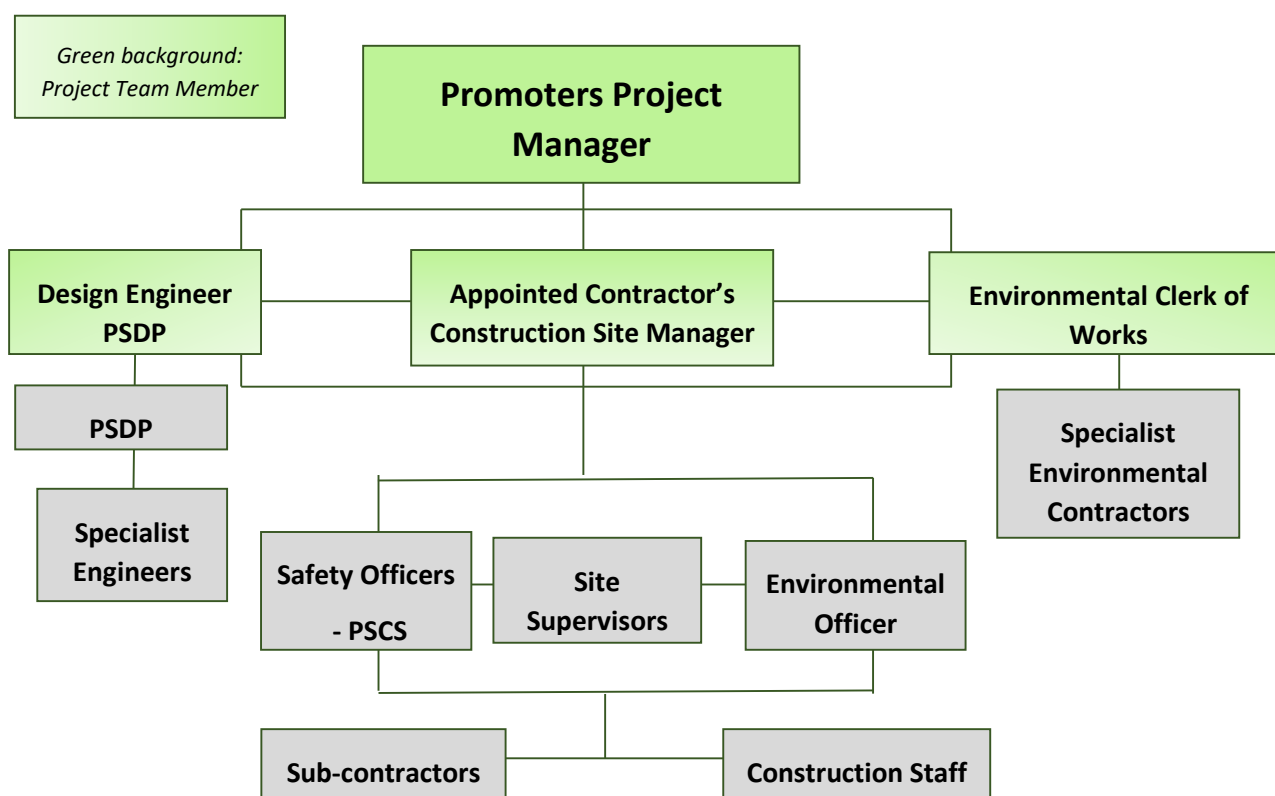 Green background:
Project Team Member
Promoters Project
Manager
Design Engineer
PSDP
Appointed Contractor’s
Construction Site Manager
Environmental Clerk of
Works
PSDP
Specialist
Engineers
Specialist
Environmental
Contractors
Safety Officers
- PSCS
Site
Supervisors
Environmental
Officer
Sub-contractors
Construction Staff